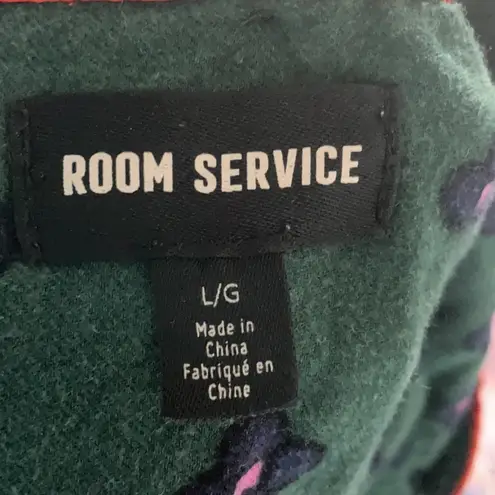 ROOM SERVICE
L/G
Made in
China
Fabriqué en
Chine